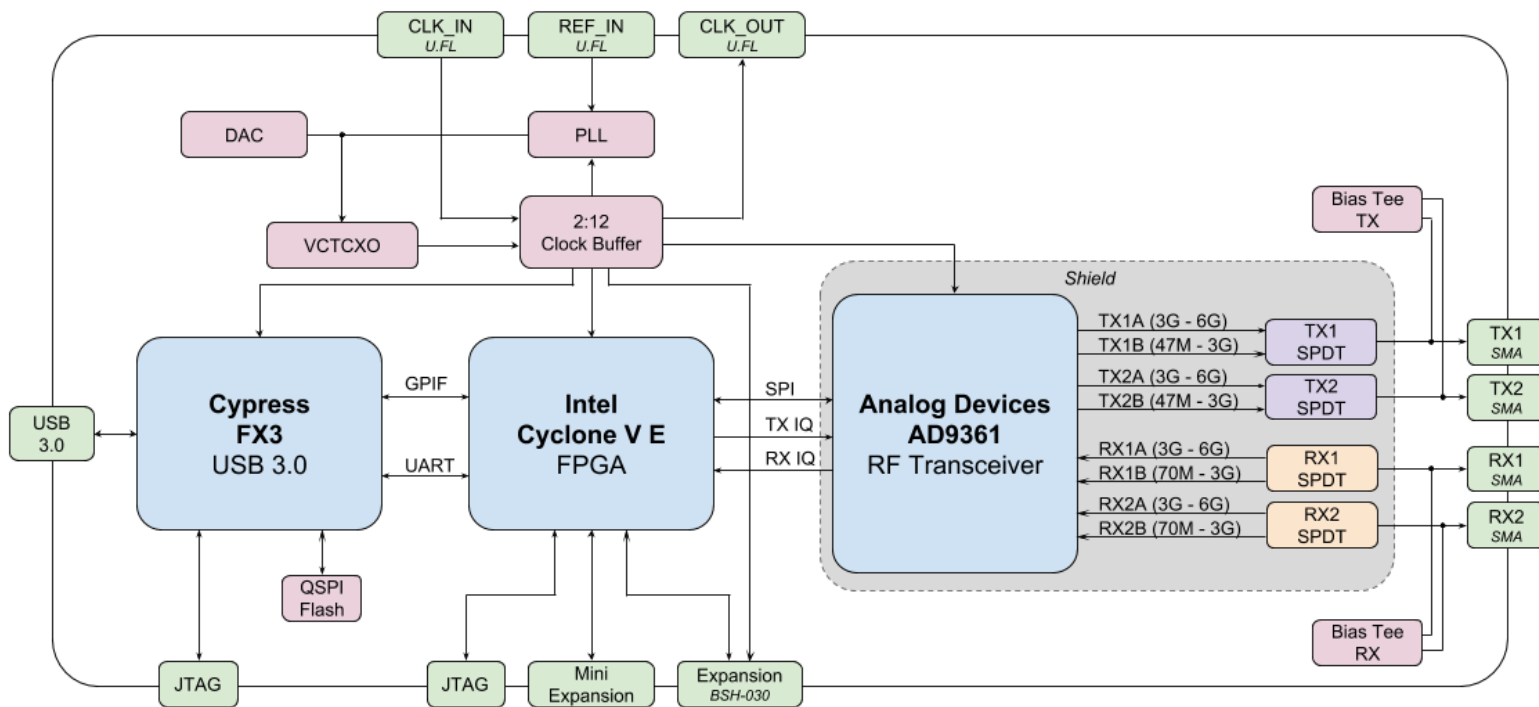 CLK_IN
U.FL
REF_IN
U.FL
CLK_OUT
U.FL
DAC
PLL
VCTCXO
2:12
Clock Buffer
Bias Tee
TX
Shield
Cypress
FX3
USB 3.0
GPIF
UART
Intel
Cyclone V E
FPGA
SPI
TX IQ
RX IQ
Analog Devices
AD9361
RF Transceiver
TX1A (3G - 6G)
TX1B (47M - 3G)
TX2A (3G - 6G)
TX2B (47M - 3G)
RX1A (3G - 6G)
RX1B (70M - 3G)
RX2A (3G - 6G)
RX2B (70M - 3G)
TX1
SPDT
TX2
SPDT
RX1
SPDT
RX2
SPDT
TX1
SMA
TX2
SMA
RX1
SMA
RX2
SMA
USB
3.0
QSPI
Flash
Bias Tee
RX
JTAG
JTAG
Mini
Expansion
Expansion
BSH-030